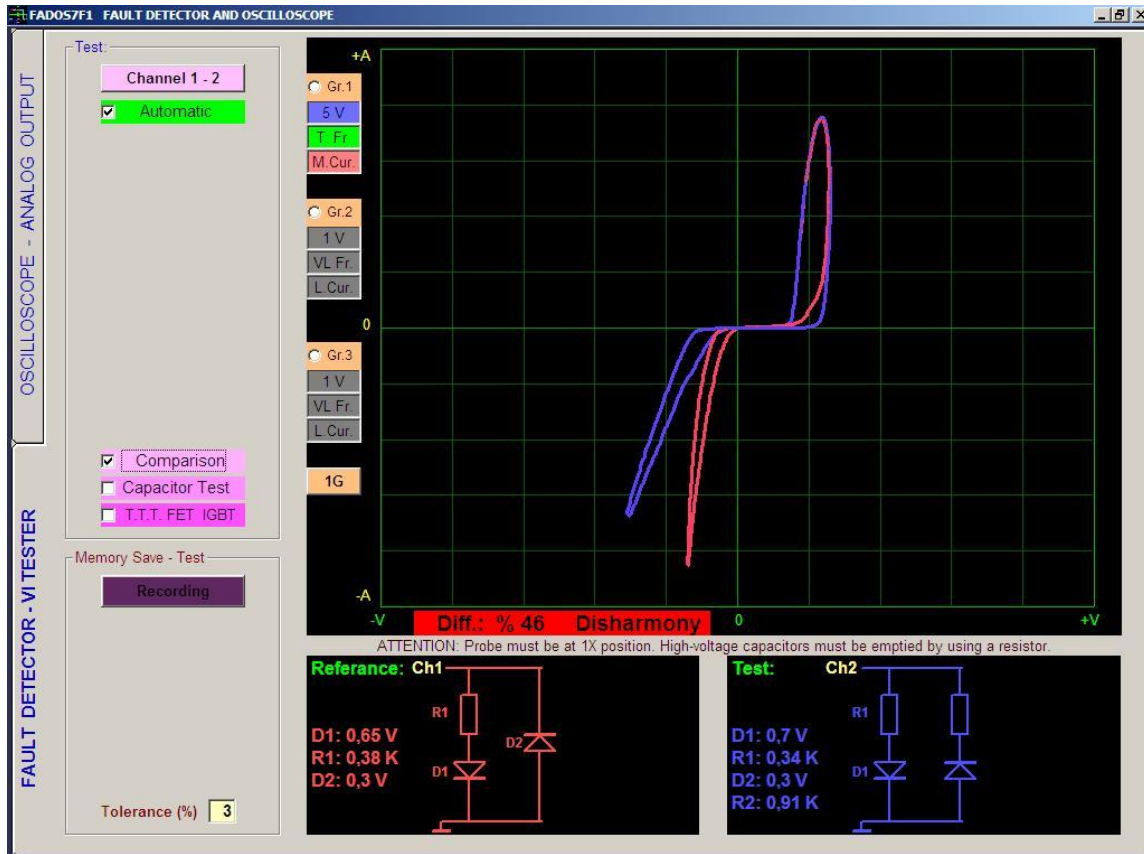 FADOS7F1 FAULT DETECTOR AND OSCILLOSCOPE
OSCILLOSCOPE - ANALOG OUTPUT
FAULT DETECTOR - VI TESTER
Test:
Channel 1 - 2
Automatic
Comparison
Capacitor Test
T.T.T. FET IGBT
Memory Save - Test
Recording
Tolerance (%) 3
Gr.1
5 V
T. Fr
M.Cur.
Gr.2
1 V
VL Fr.
L.Cur.
Gr.3
1 V
VL Fr.
L.Cur.
1G
+A
0
-A
-V
Diff.: % 46 Disharmony
0
+V
ATTENTION: Probe must be at 1X position. High-voltage capacitors must be emptied by using a resistor.
Referance: Ch1
R1
D1: 0,65 V
R1: 0,38 K
D2: 0,3 V
D2
D1
Test: Ch2
R1
D1: 0,7 V
R1: 0,34 K
D2: 0,3 V
R2: 0,91 K
D1